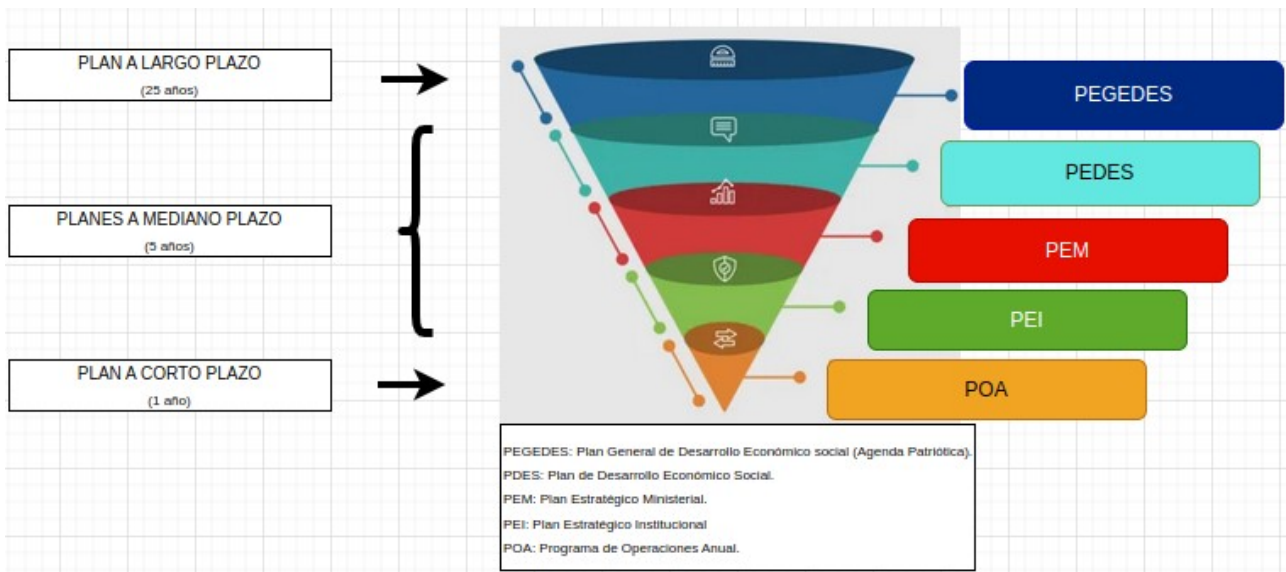 PLAN A LARGO PLAZO
(25 años)
PLANES A MEDIANO PLAZO
(5 años)
PLAN A CORTO PLAZO
(1 año)
PEGEDES
PEDES
PEM
PEI
POA
PEGEDES: Plan General de Desarrollo Económico social (Agenda Patriótica).
PDES: Plan de Desarrollo Económico Social.
PEM: Plan Estratégico Ministerial.
PEI: Plan Estratégico Institucional
POA: Programa de Operaciones Anual.